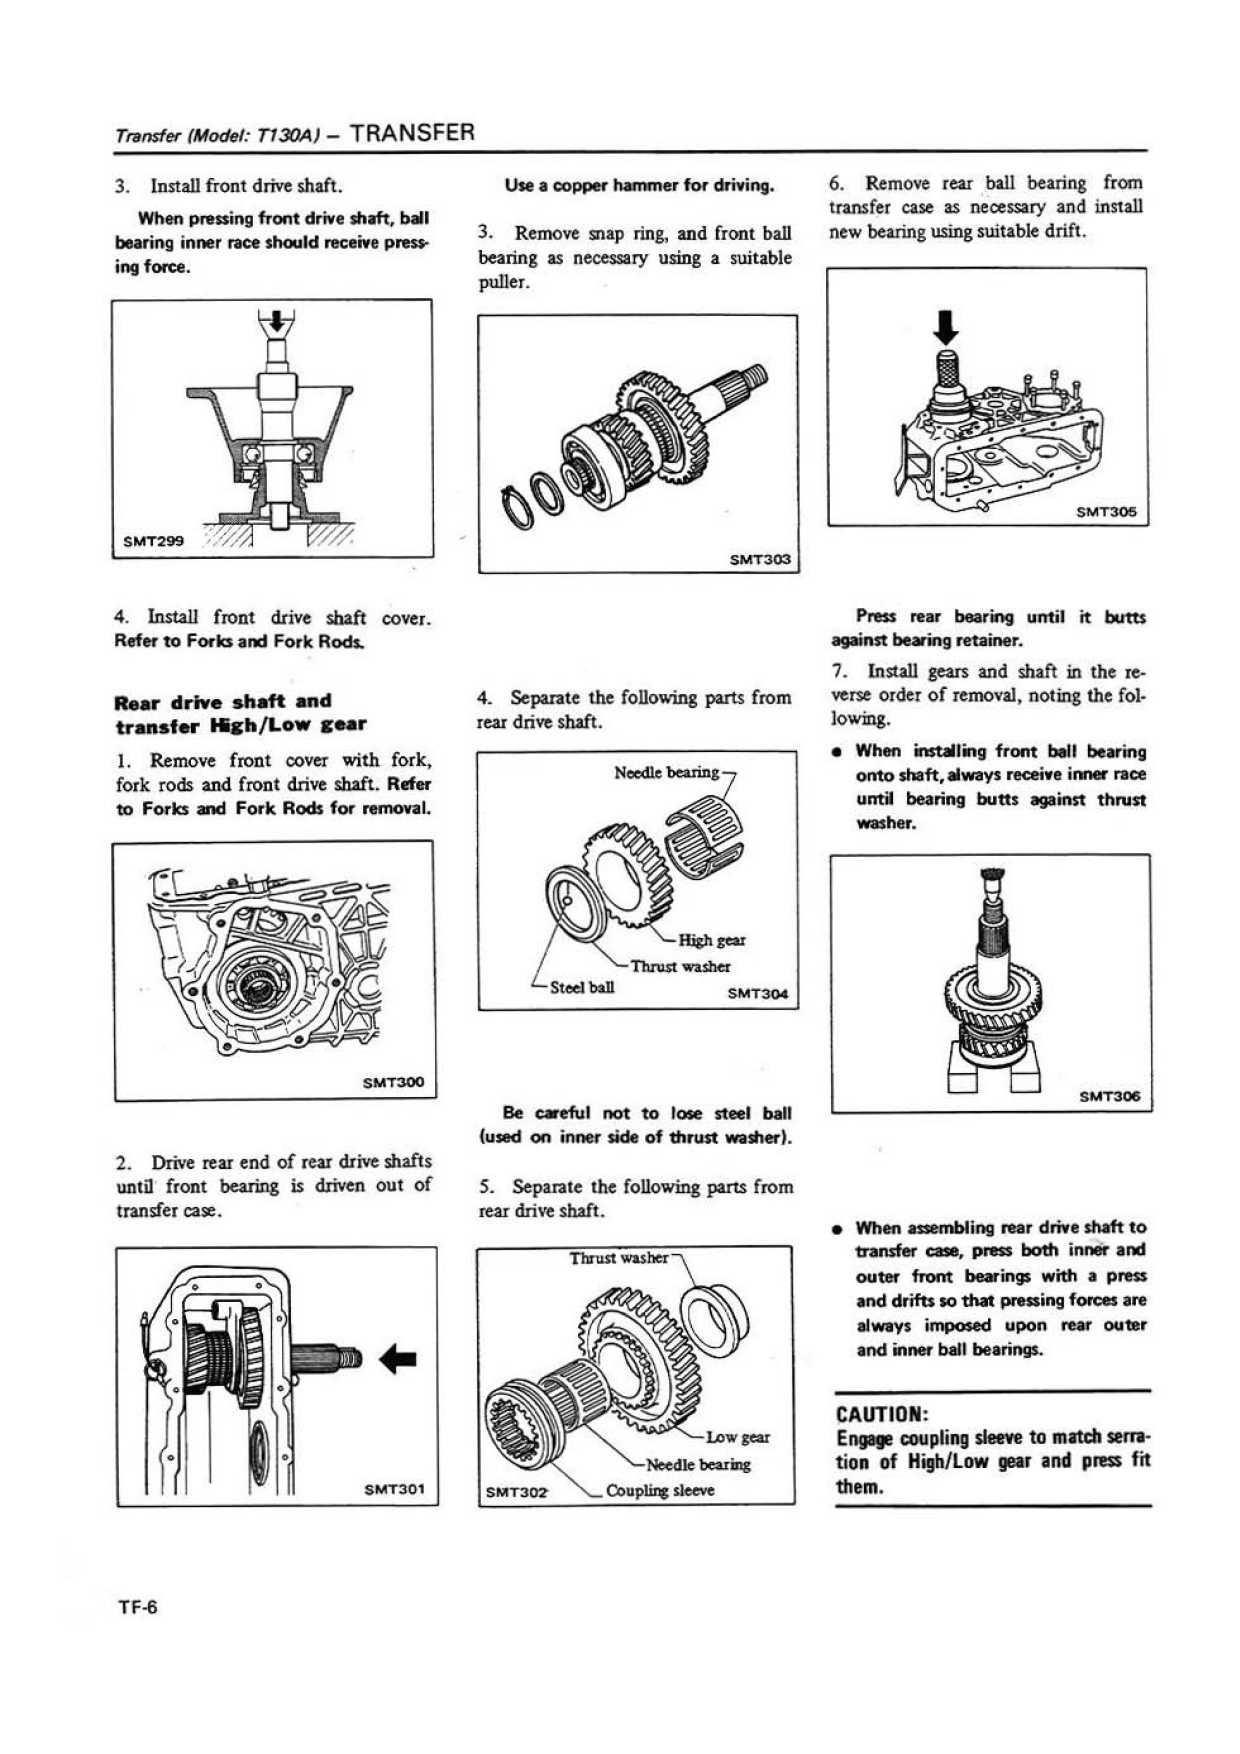 Transfer (Model: T130A) – TRANSFER
3. Install front drive shaft.
When pressing front drive shaft, ball
bearing inner race should receive press-
ing force.
SMT299
4. Install front drive shaft cover.
Refer to Forks and Fork Rods.
Rear drive shaft and
transfer High/Low gear
1. Remove front cover with fork,
fork rods and front drive shaft. Refer
to Forks and Fork Rods for removal.
SMT300
2. Drive rear end of rear drive shafts
until front bearing is driven out of
transfer case.
SMT301
Use a copper hammer for driving.
3. Remove snap ring, and front ball
bearing as necessary using a suitable
puller.
SMT303
4. Separate the following parts from
rear drive shaft.
Needle bearing
High gear
Thrust washer
Steel ball
SMT304
Be careful not to lose steel ball
(used on inner side of thrust washer).
5. Separate the following parts from
rear drive shaft.
Thrust washer
Low gear
Needle bearing
SMT302
Coupling sleeve
6. Remove rear ball bearing from
transfer case as necessary and install
new bearing using suitable drift.
SMT305
Press rear bearing until it butts
against bearing retainer.
7. Install gears and shaft in the re-
verse order of removal, noting the fol-
lowing.
● When installing front ball bearing
onto shaft, always receive inner race
until bearing butts against thrust
washer.
SMT306
● When assembling rear drive shaft to
transfer case, press both inner and
outer front bearings with a press
and drifts so that pressing forces are
always imposed upon rear outer
and inner ball bearings.
CAUTION:
Engage coupling sleeve to match serra-
tion of High/Low gear and press fit
them.
TF-6